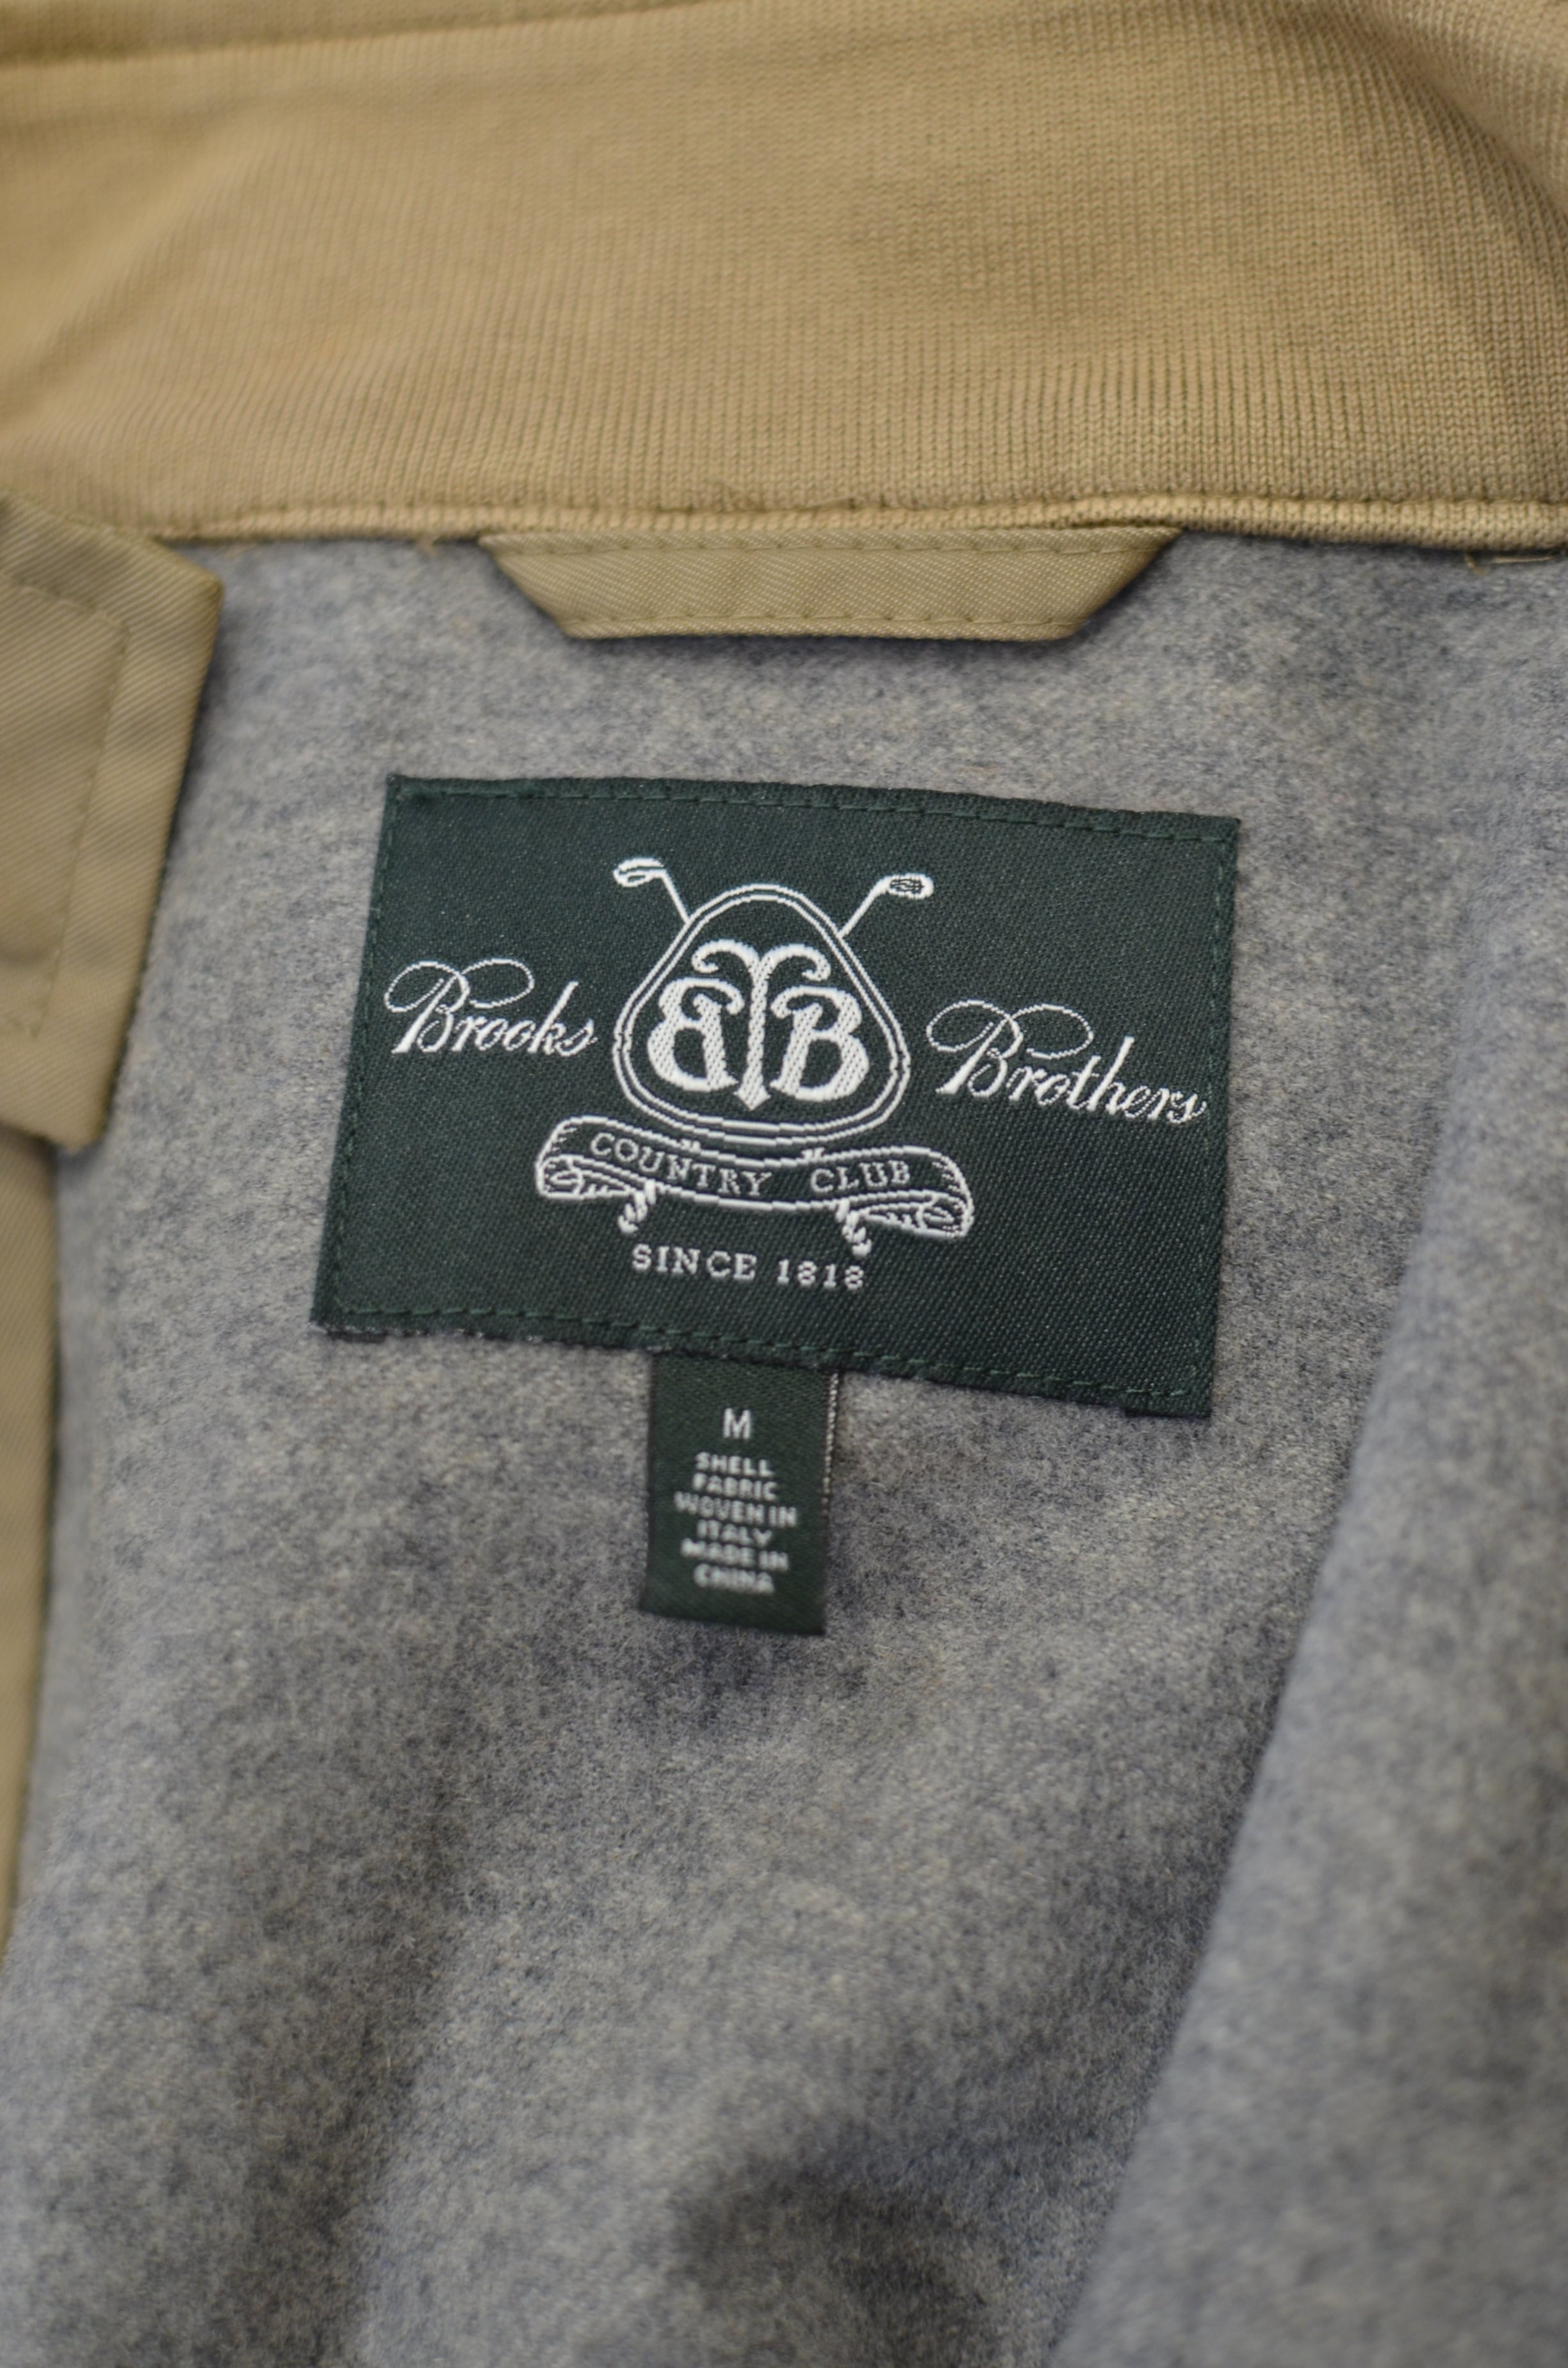 Brooks BB Brothers
COUNTRY CLUB
SINCE 1818
M
SHELL
FABRIC
WOVEN IN
ITALY
MADE IN
CHINA